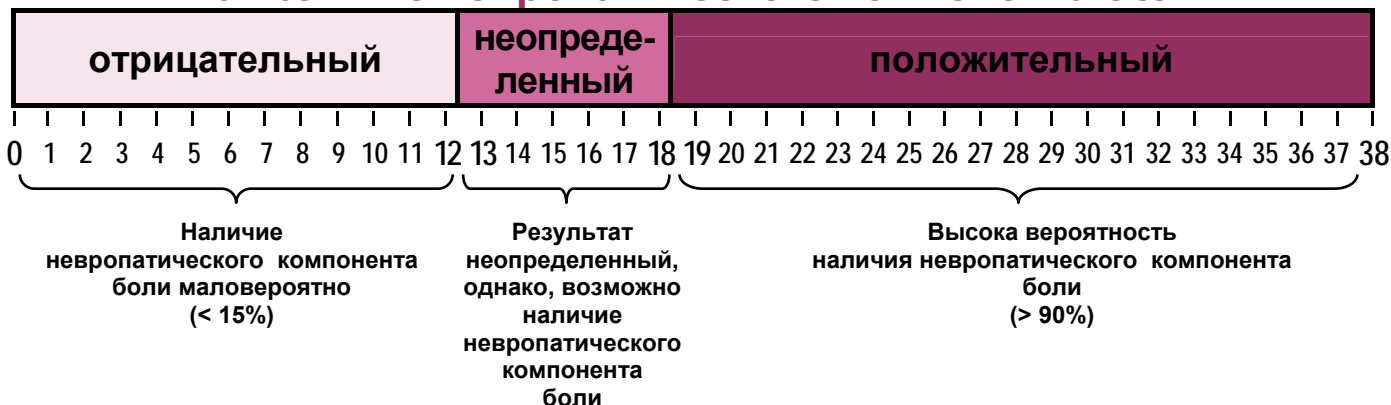 отрицательный
неопреде-
ленный
положительный
0 1 2 3 4 5 6 7 8 9 10 11 12 13 14 15 16 17 18 19 20 21 22 23 24 25 26 27 28 29 30 31 32 33 34 35 36 37 38
Наличие
невропатического компонента
боли маловероятно
(< 15%)
Результат
неопределенный,
однако, возможно
наличие
невропатического
компонента
боли
Высока вероятность
наличия невропатического компонента
боли
(> 90%)